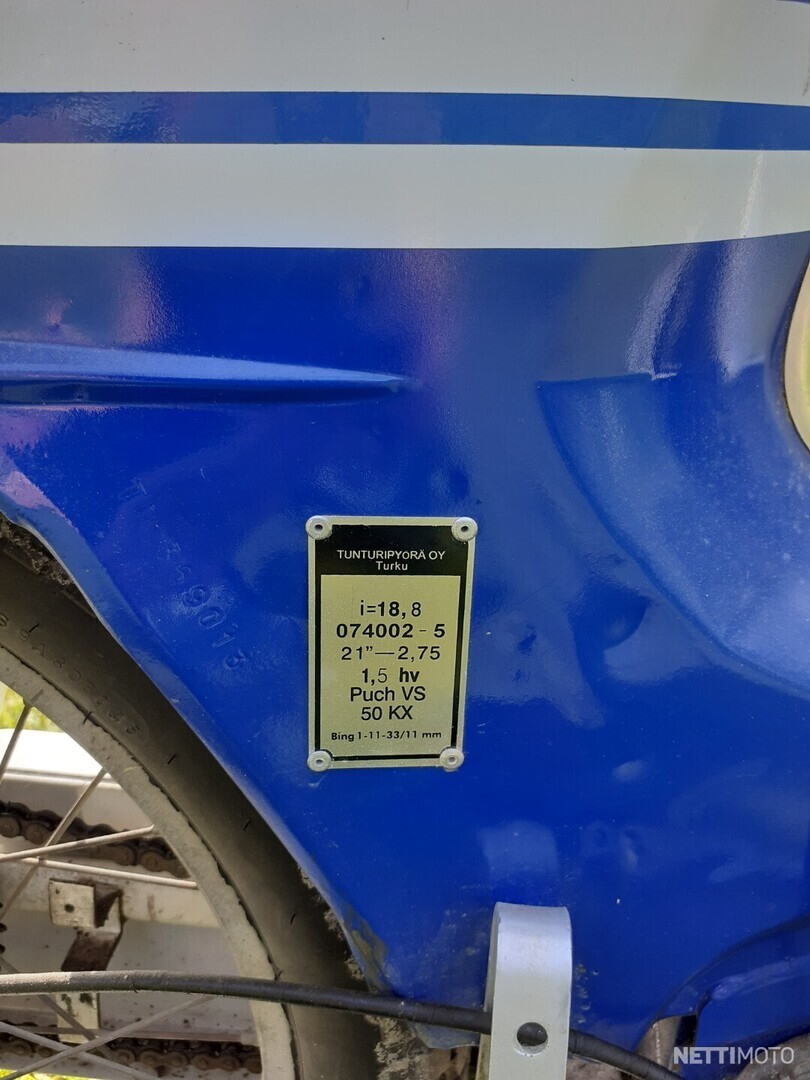 TUNTURIPYÖRÄ OY
Turku
i=18,8
074002-5
21"—2,75
1,5 hv
Puch VS
50 KX
Bing 1-11-33/11 mm
NETTIMOTO